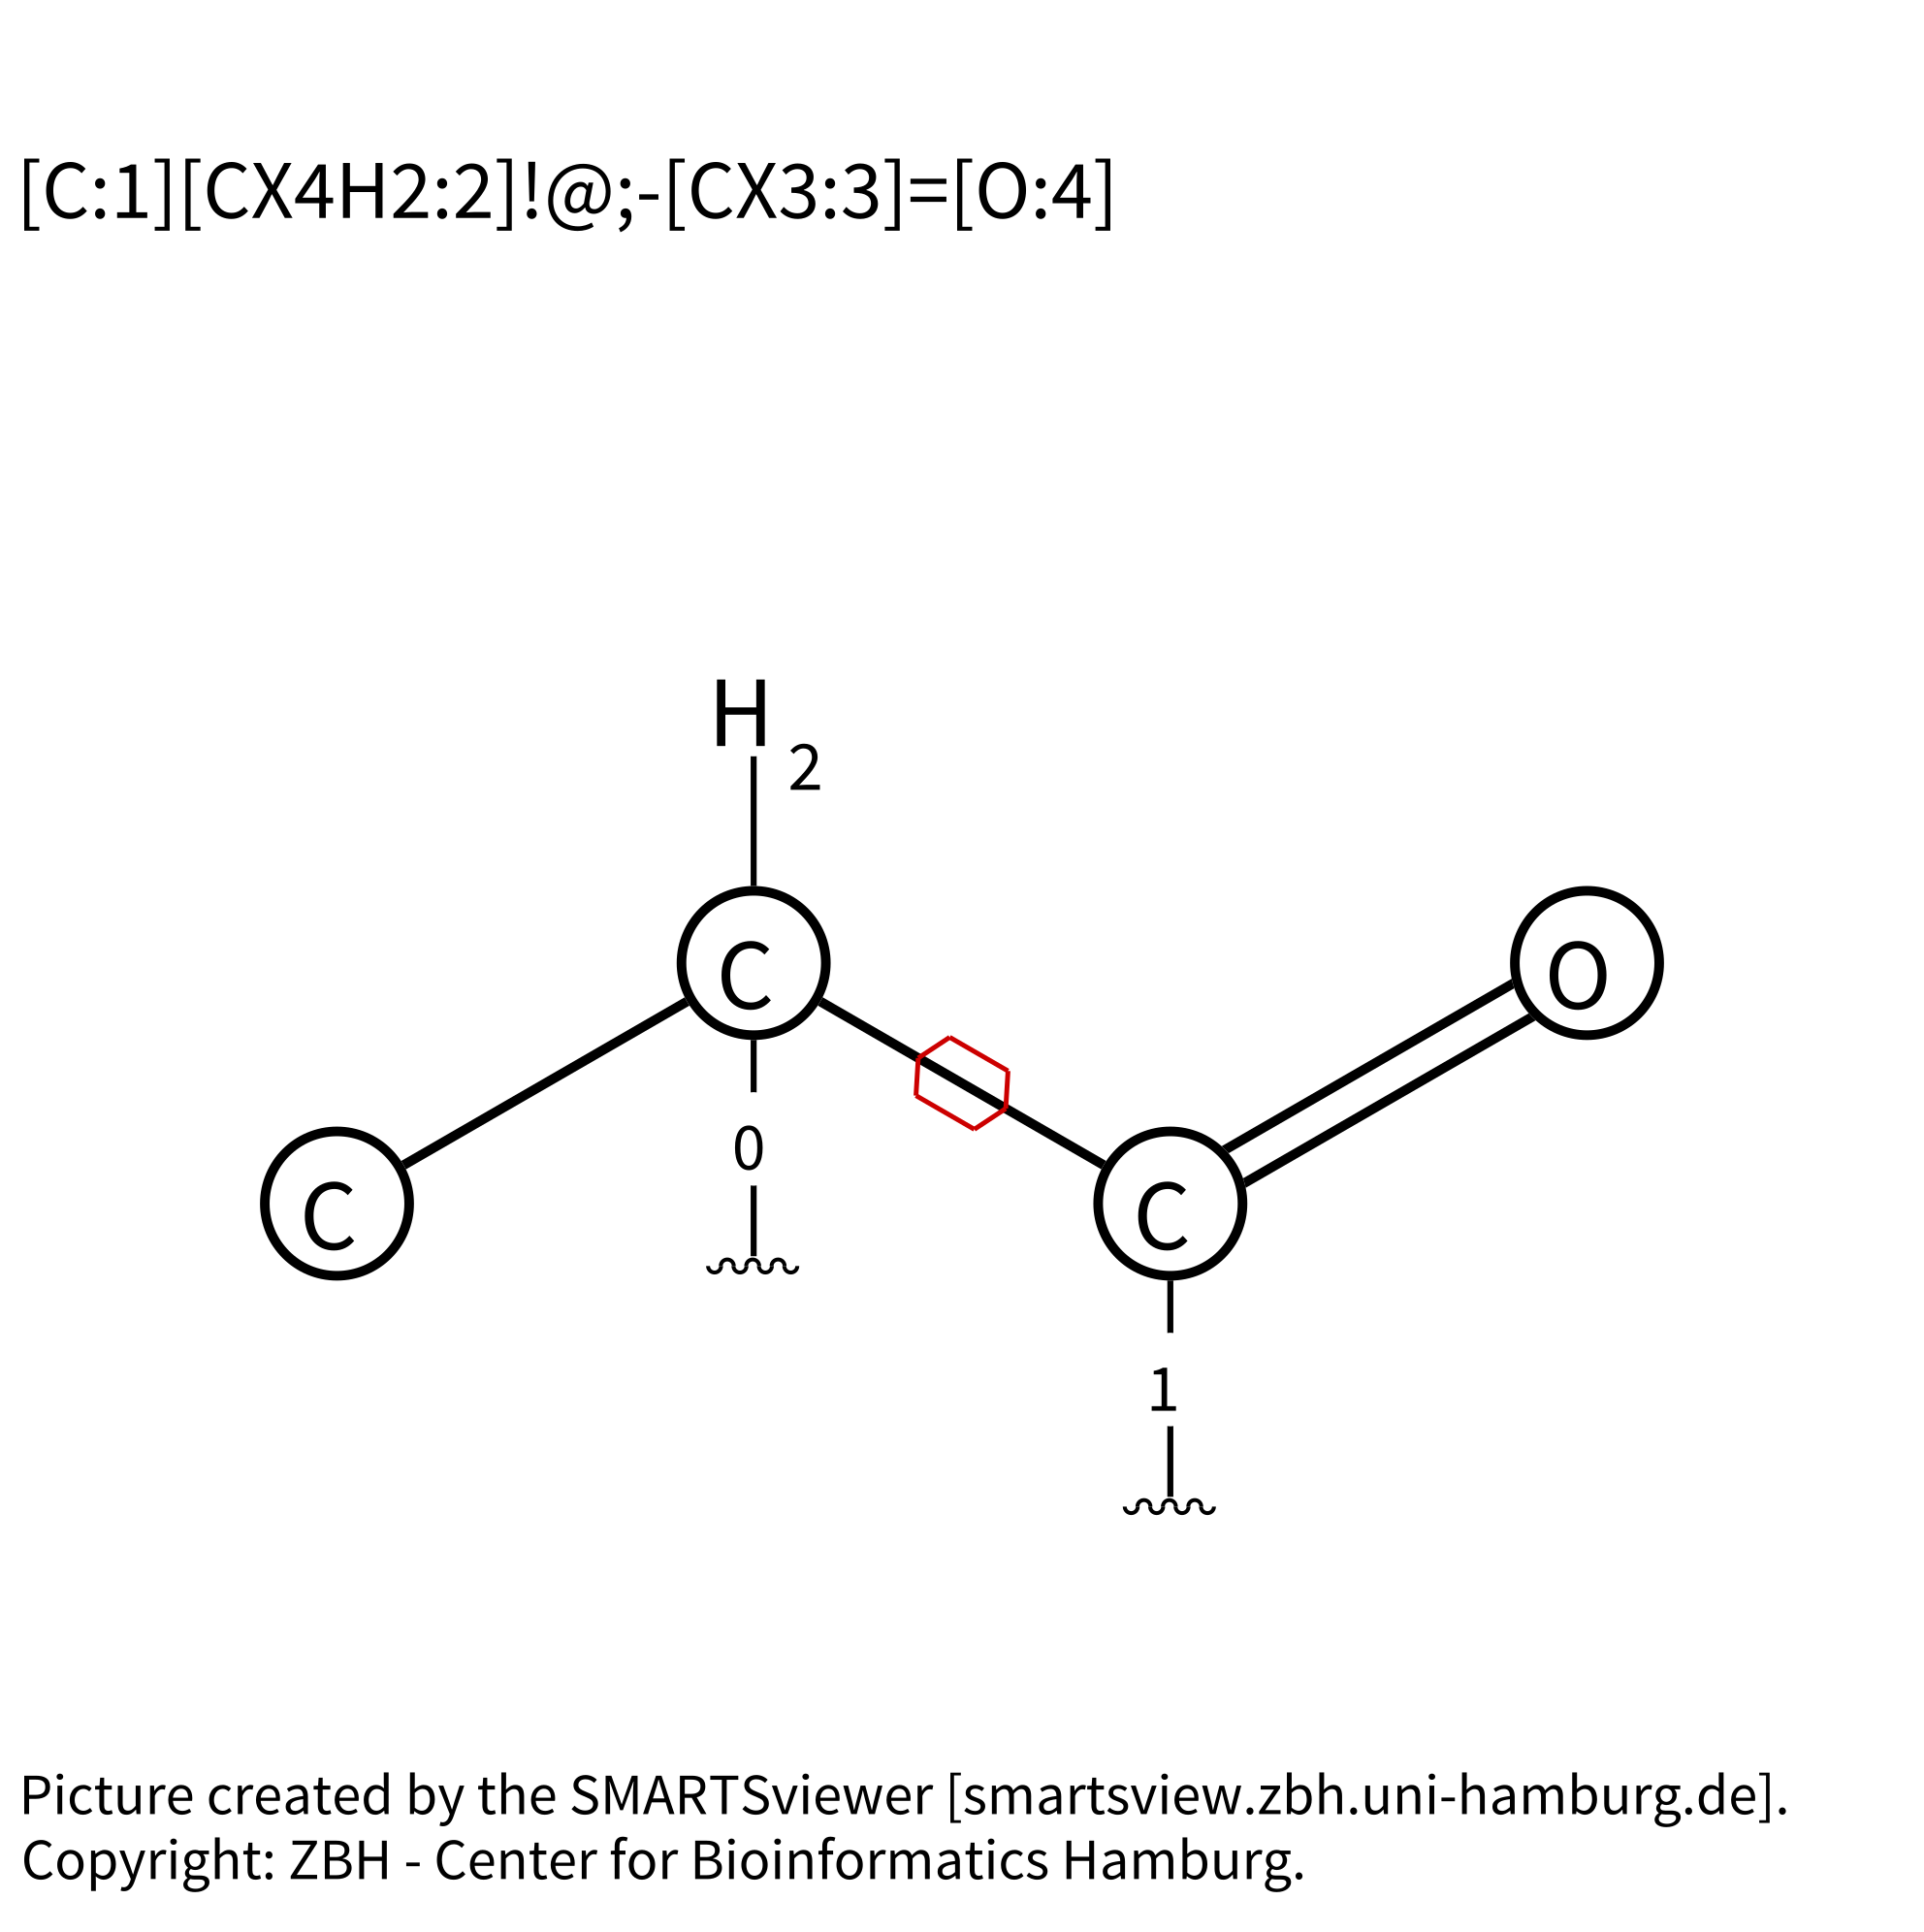 [C:1][CX4H2:2]!@;-[CX3:3]=[O:4]
H
2
C
O
0
C
C
1
Picture created by the SMARTSviewer [smartsview.zbh.uni-hamburg.de].
Copyright: ZBH - Center for Bioinformatics Hamburg.